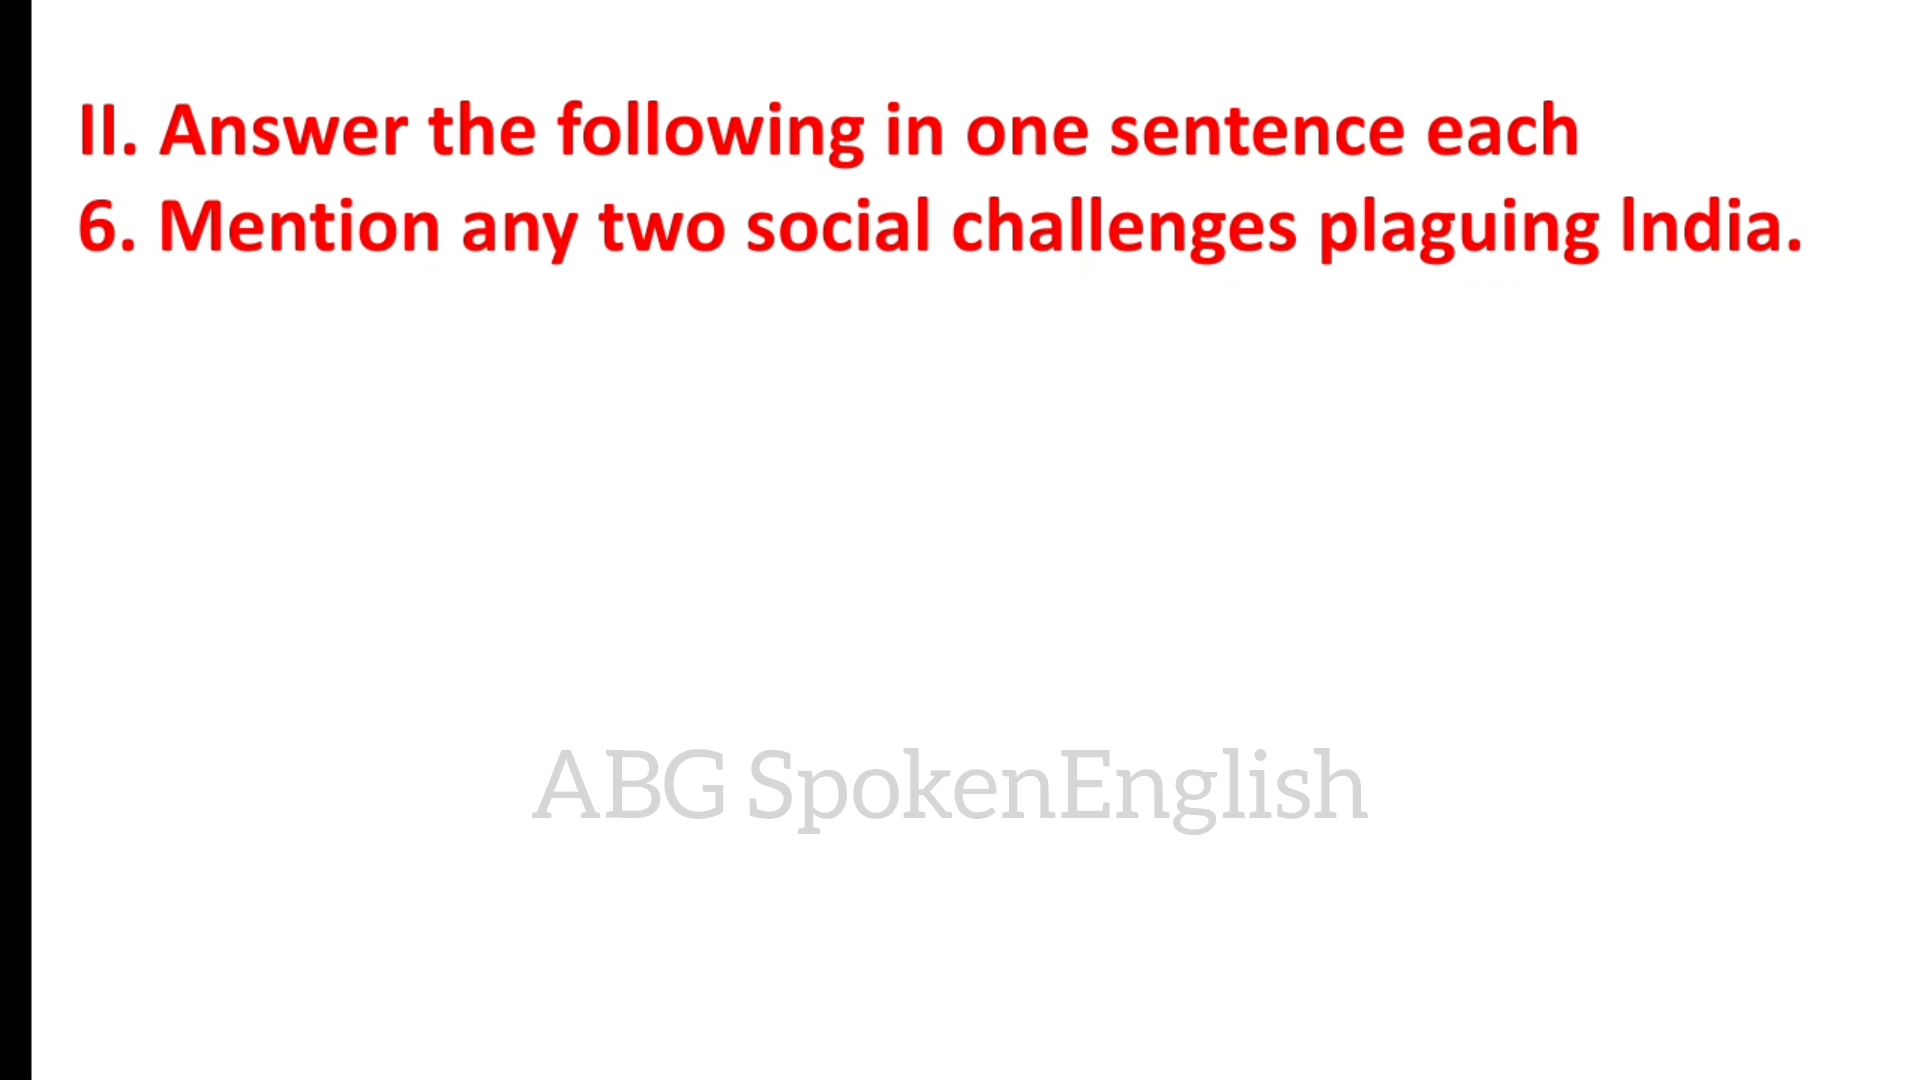 II. Answer the following in one sentence each
6. Mention any two social challenges plaguing India.
ABG SpokenEnglish